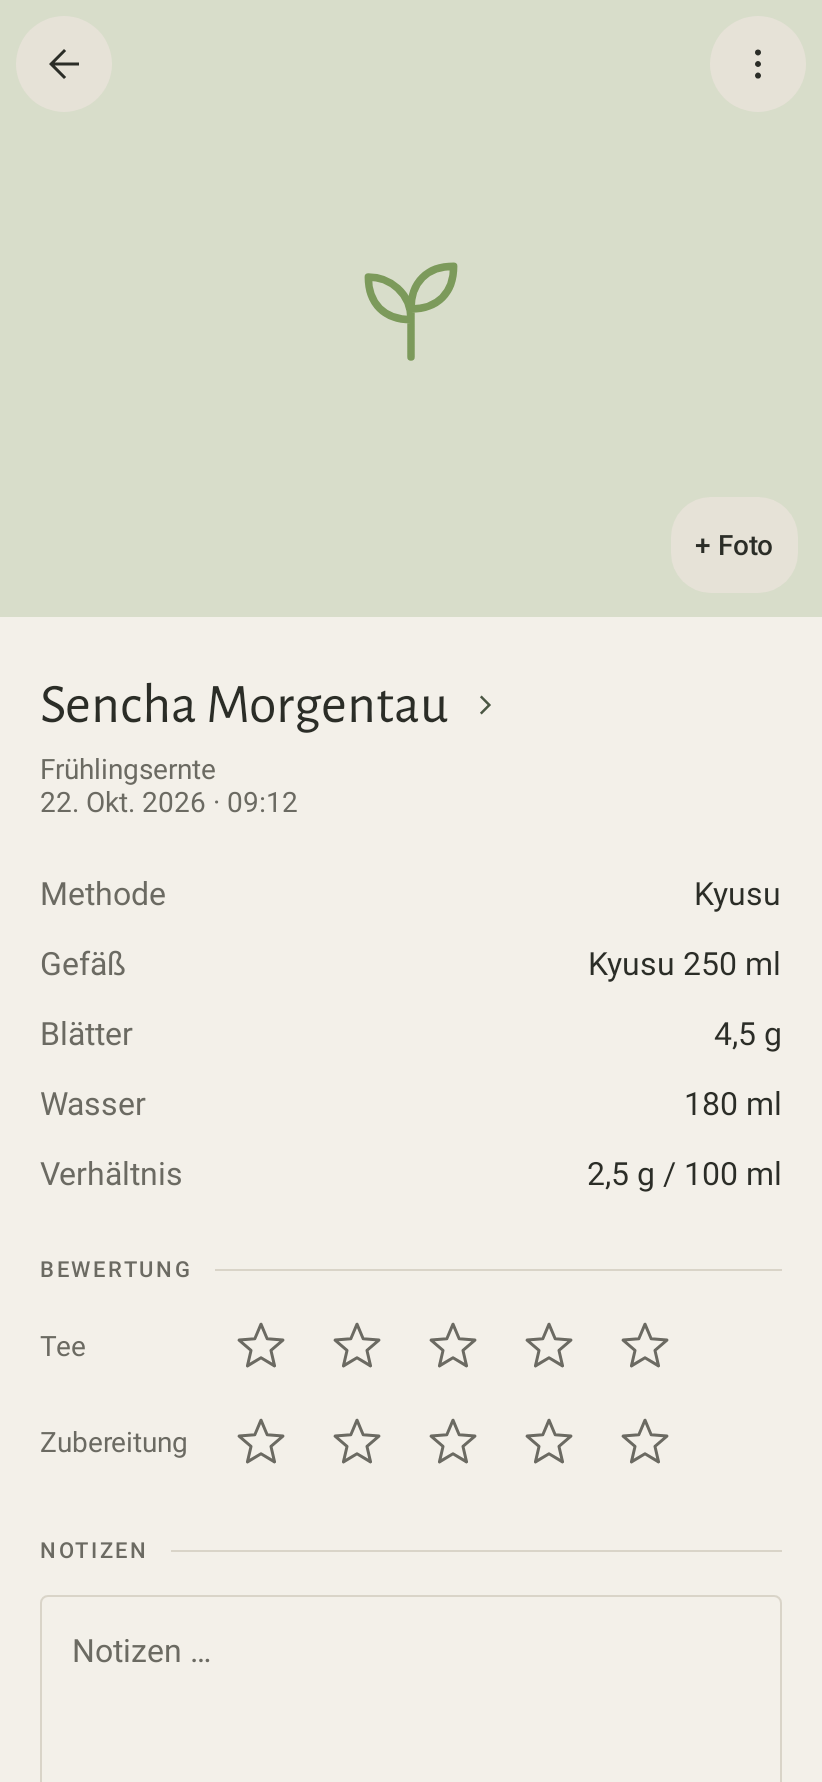 + Foto
Sencha Morgentau
Frühlingsernte
22. Okt. 2026 · 09:12
Methode Kyusu
Gefäß Kyusu 250 ml
Blätter 4,5 g
Wasser 180 ml
Verhältnis 2,5 g / 100 ml
BEWERTUNG
Tee
Zubereitung
NOTIZEN
Notizen ...